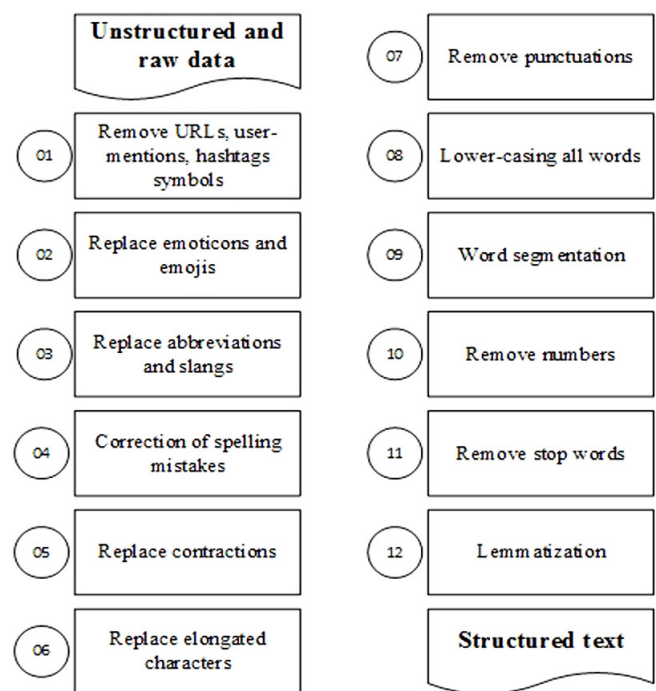 Unstructured and
raw data
01
Remove URLs, user-
mentions, hashtags
symbols
02
Replace emoticons and
emojis
03
Replace abbreviations
and slangs
04
Correction of spelling
mistakes
05
Replace contractions
06
Replace elongated
characters
07
Remove punctuations
08
Lower-casing all words
09
Word segmentation
10
Remove numbers
11
Remove stop words
12
Lemmatization
Structured text